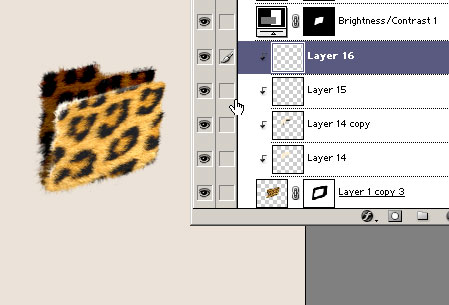 Brightness/Contrast 1
Layer 16
Layer 15
Layer 14 copy
Layer 14
Layer 1 copy 3